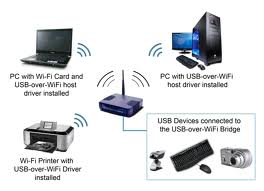 PC with Wi-Fi Card and
USB-over-WiFi host
driver installed
PC with USB-over-WiFi
host driver installed
USB Devices connected to
the USB-over-WiFi Bridge
Wi-Fi Printer with
USB-over-WiFi Driver
installed